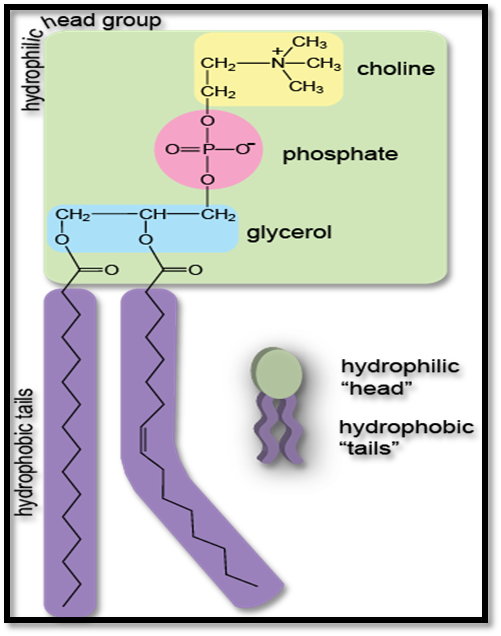 hydrophilic head group
CH₃
CH₂ N⁺ CH₃
CH₃
choline
CH₂
O
O=P–O⁻
phosphate
O
CH₂ CH CH₂
glycerol
O O
O O
hydrophobic tails
hydrophilic
“head”
hydrophobic
“tails”